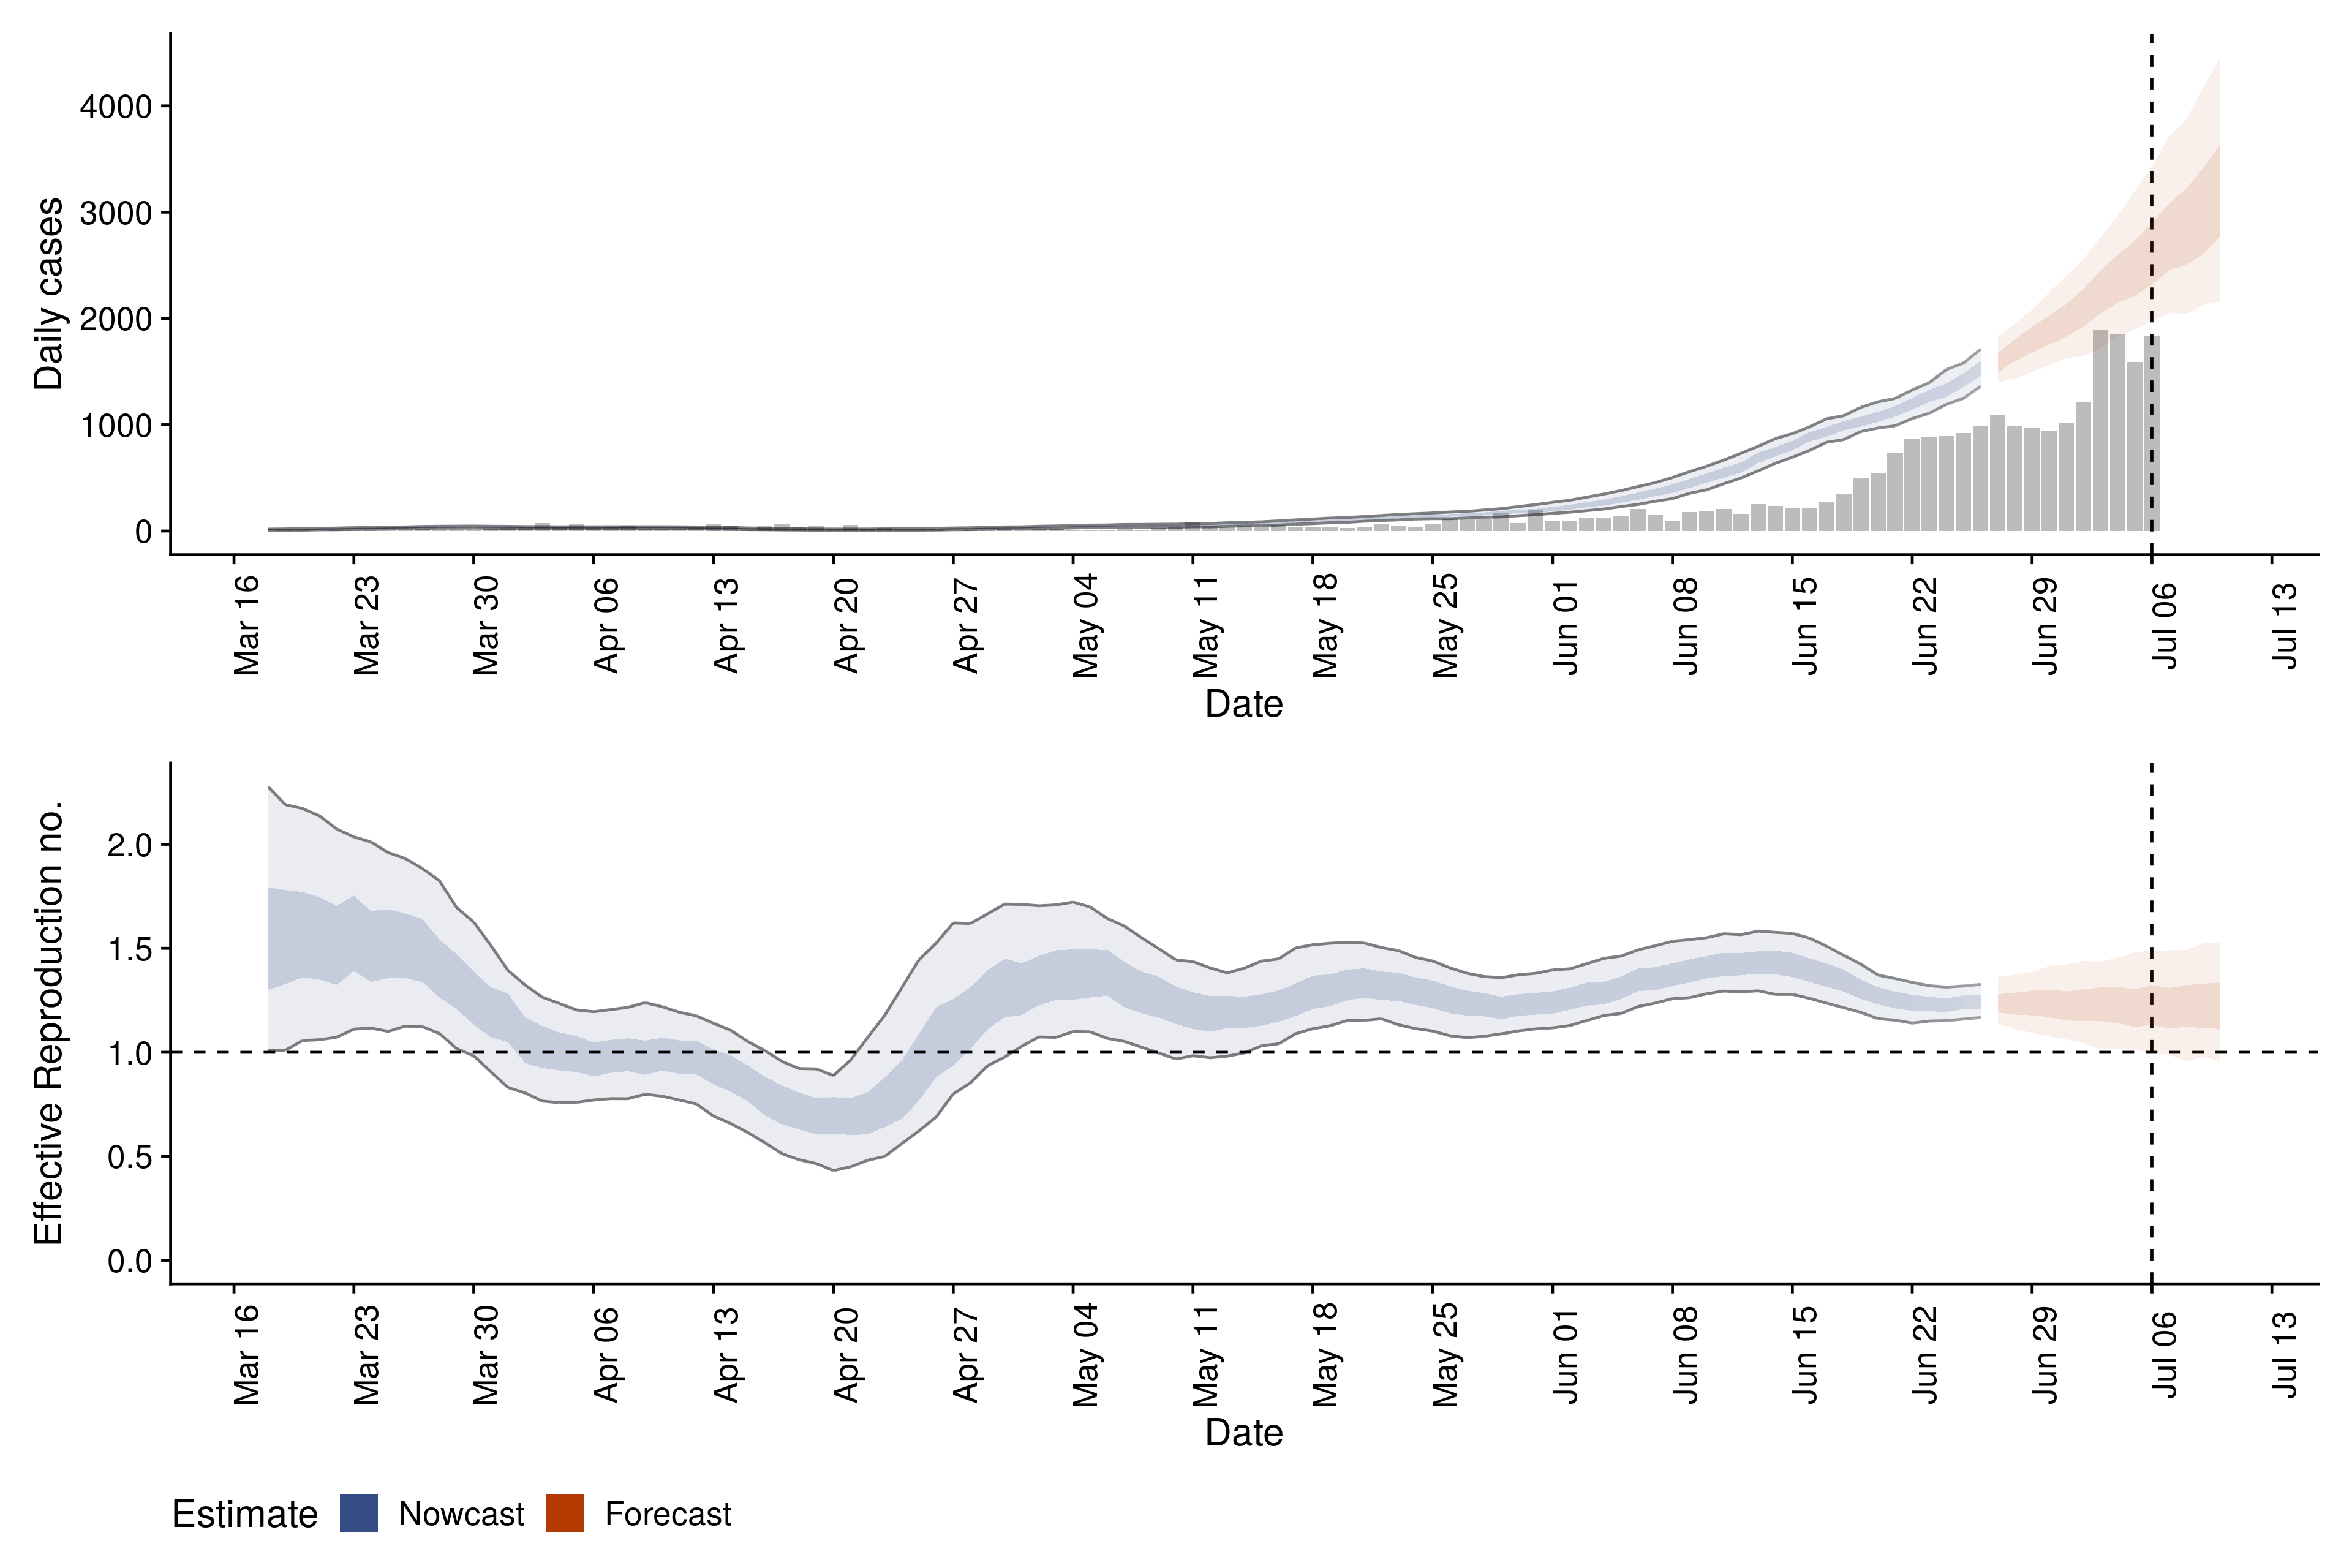 Daily cases
4000
3000
2000
1000
0
Mar 16
Mar 23
Mar 30
Apr 06
Apr 13
Apr 20
Apr 27
May 04
May 11
May 18
May 25
Jun 01
Jun 08
Jun 15
Jun 22
Jun 29
Jul 06
Jul 13
Date
Effective Reproduction no.
2.0
1.5
1.0
0.5
0.0
Mar 16
Mar 23
Mar 30
Apr 06
Apr 13
Apr 20
Apr 27
May 04
May 11
May 18
May 25
Jun 01
Jun 08
Jun 15
Jun 22
Jun 29
Jul 06
Jul 13
Date
Estimate Nowcast Forecast